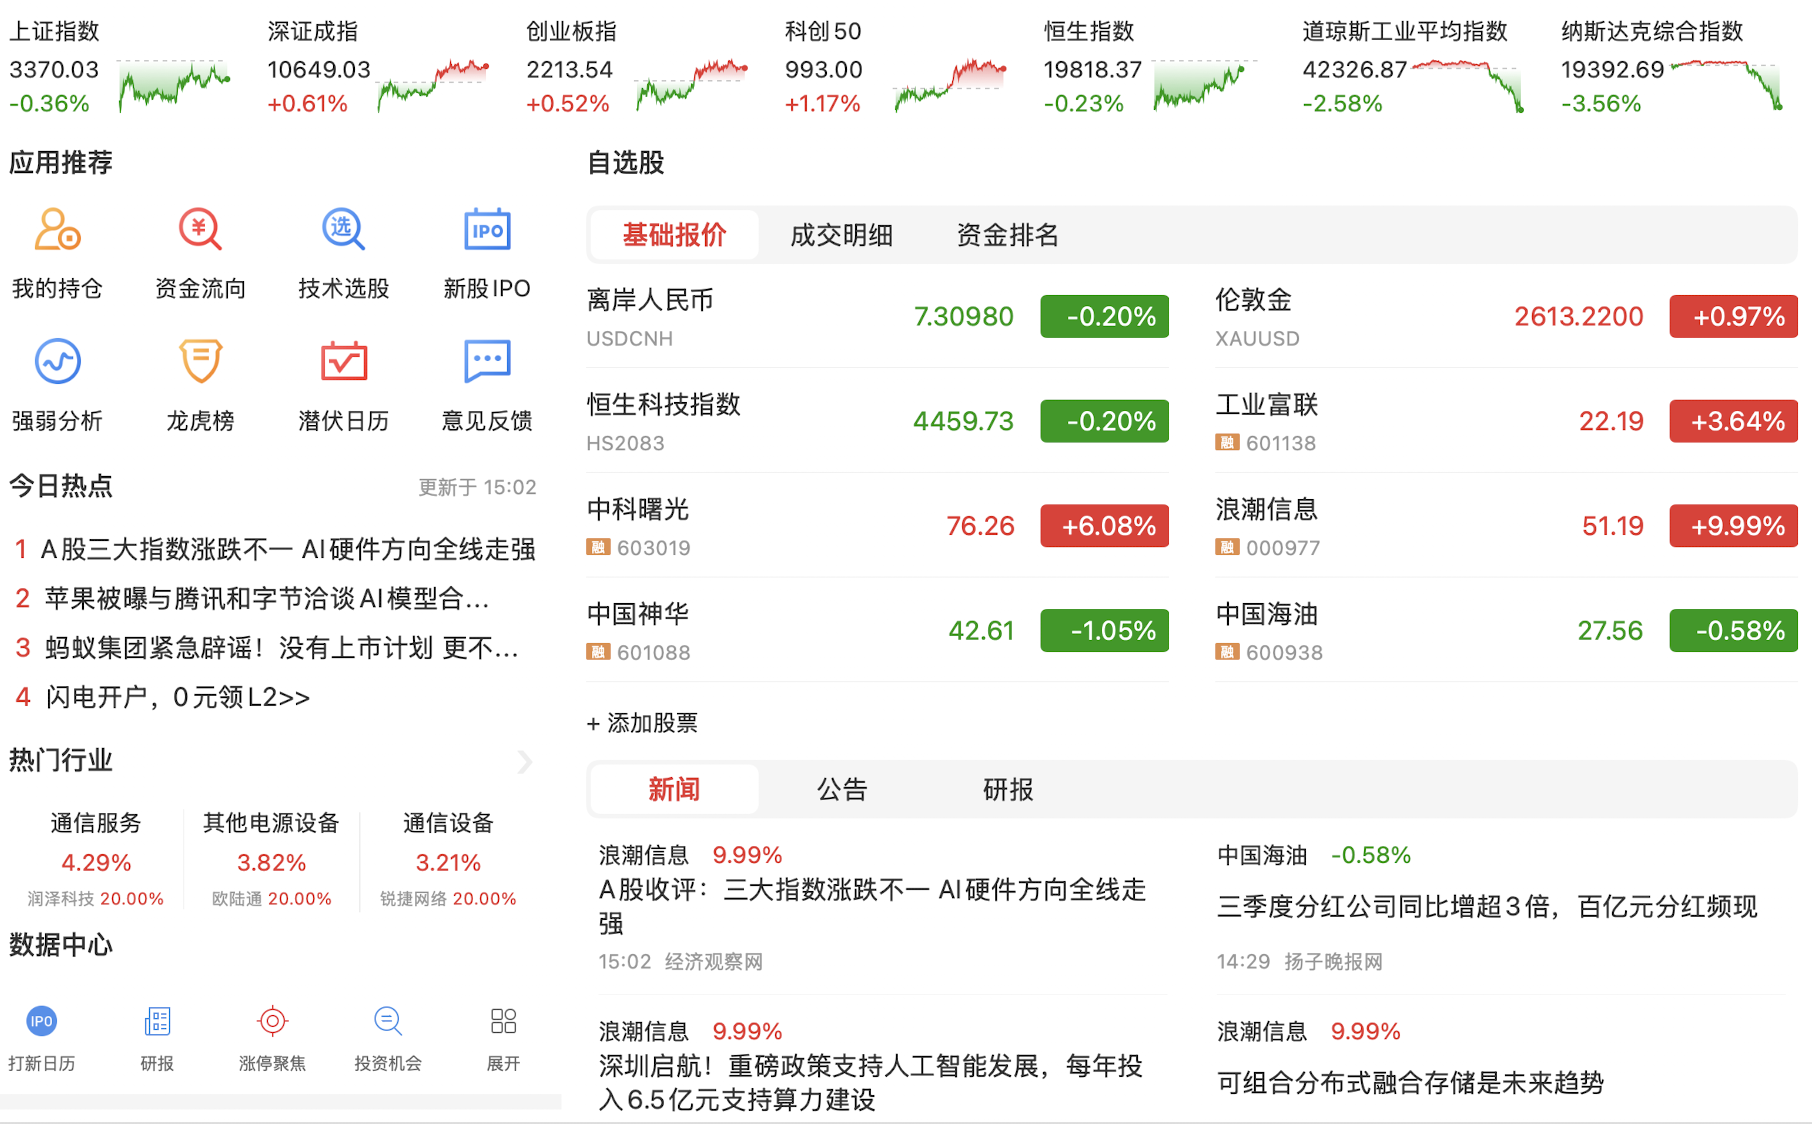 上证指数
3370.03
-0.36%
深证成指
10649.03
+0.61%
创业板指
2213.54
+0.52%
科创50
993.00
+1.17%
恒生指数
19818.37
-0.23%
道琼斯工业平均指数
42326.87
-2.58%
纳斯达克综合指数
19392.69
-3.56%
应用推荐
我的持仓
¥
资金流向
选
技术选股
IPO
新股IPO
强弱分析
龙虎榜
潜伏日历
意见反馈
今日热点
更新于 15:02
1 A股三大指数涨跌不一 AI硬件方向全线走强
2 苹果被曝与腾讯和字节洽谈AI模型合...
3 蚂蚁集团紧急辟谣！没有上市计划 更不...
4 闪电开户，0元领L2>>
热门行业
通信服务
4.29%
润泽科技 20.00%
其他电源设备
3.82%
欧陆通 20.00%
通信设备
3.21%
锐捷网络 20.00%
数据中心
IPO
打新日历
研报
涨停聚焦
投资机会
展开
自选股
基础报价 成交明细 资金排名
离岸人民币
USDCNH
7.30980
-0.20%
伦敦金
XAUUSD
2613.2200
+0.97%
恒生科技指数
HS2083
4459.73
-0.20%
工业富联
融 601138
22.19
+3.64%
中科曙光
融 603019
76.26
+6.08%
浪潮信息
融 000977
51.19
+9.99%
中国神华
融 601088
42.61
-1.05%
中国海油
融 600938
27.56
-0.58%
+ 添加股票
新闻 公告 研报
浪潮信息 9.99%
A股收评：三大指数涨跌不一 AI硬件方向全线走
强
15:02 经济观察网
中国海油 -0.58%
三季度分红公司同比增超3倍，百亿元分红频现
14:29 扬子晚报网
浪潮信息 9.99%
深圳启航！重磅政策支持人工智能发展，每年投
入6.5亿元支持算力建设
浪潮信息 9.99%
可组合分布式融合存储是未来趋势